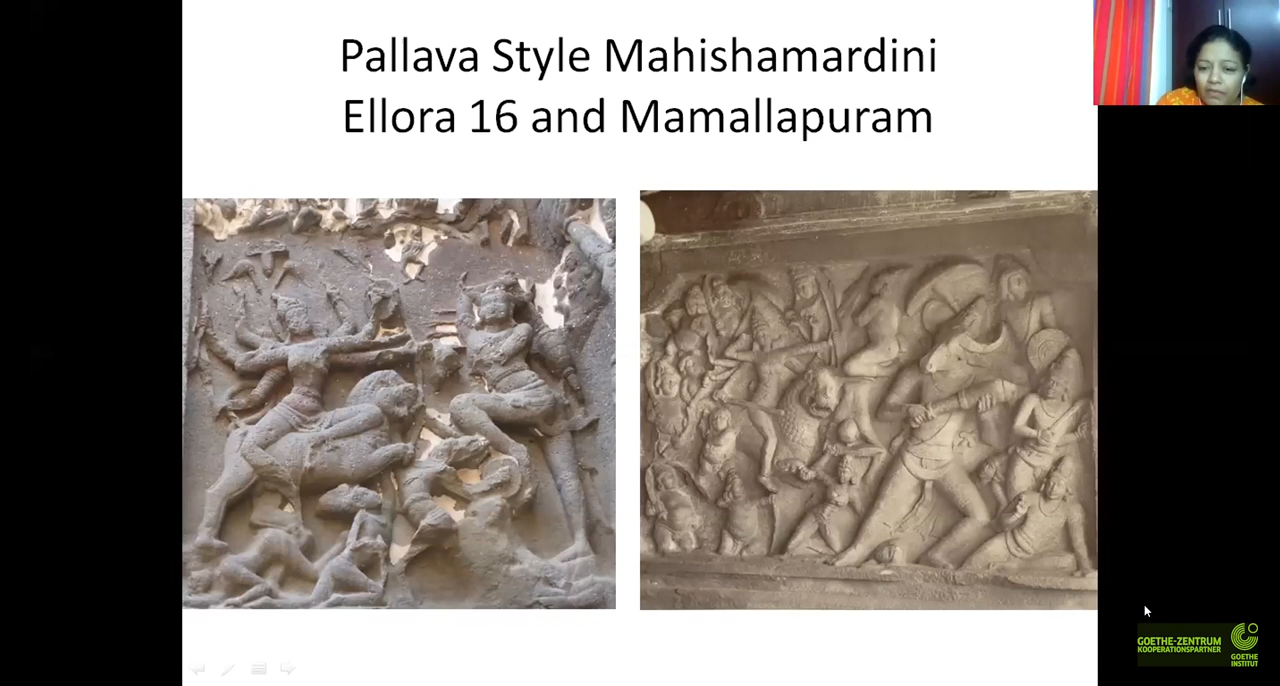 Pallava Style Mahishamardini
Ellora 16 and Mamallapuram
GOETHE-ZENTRUM
KOOPERATIONSPARTNER
GOETHE
INSTITUT